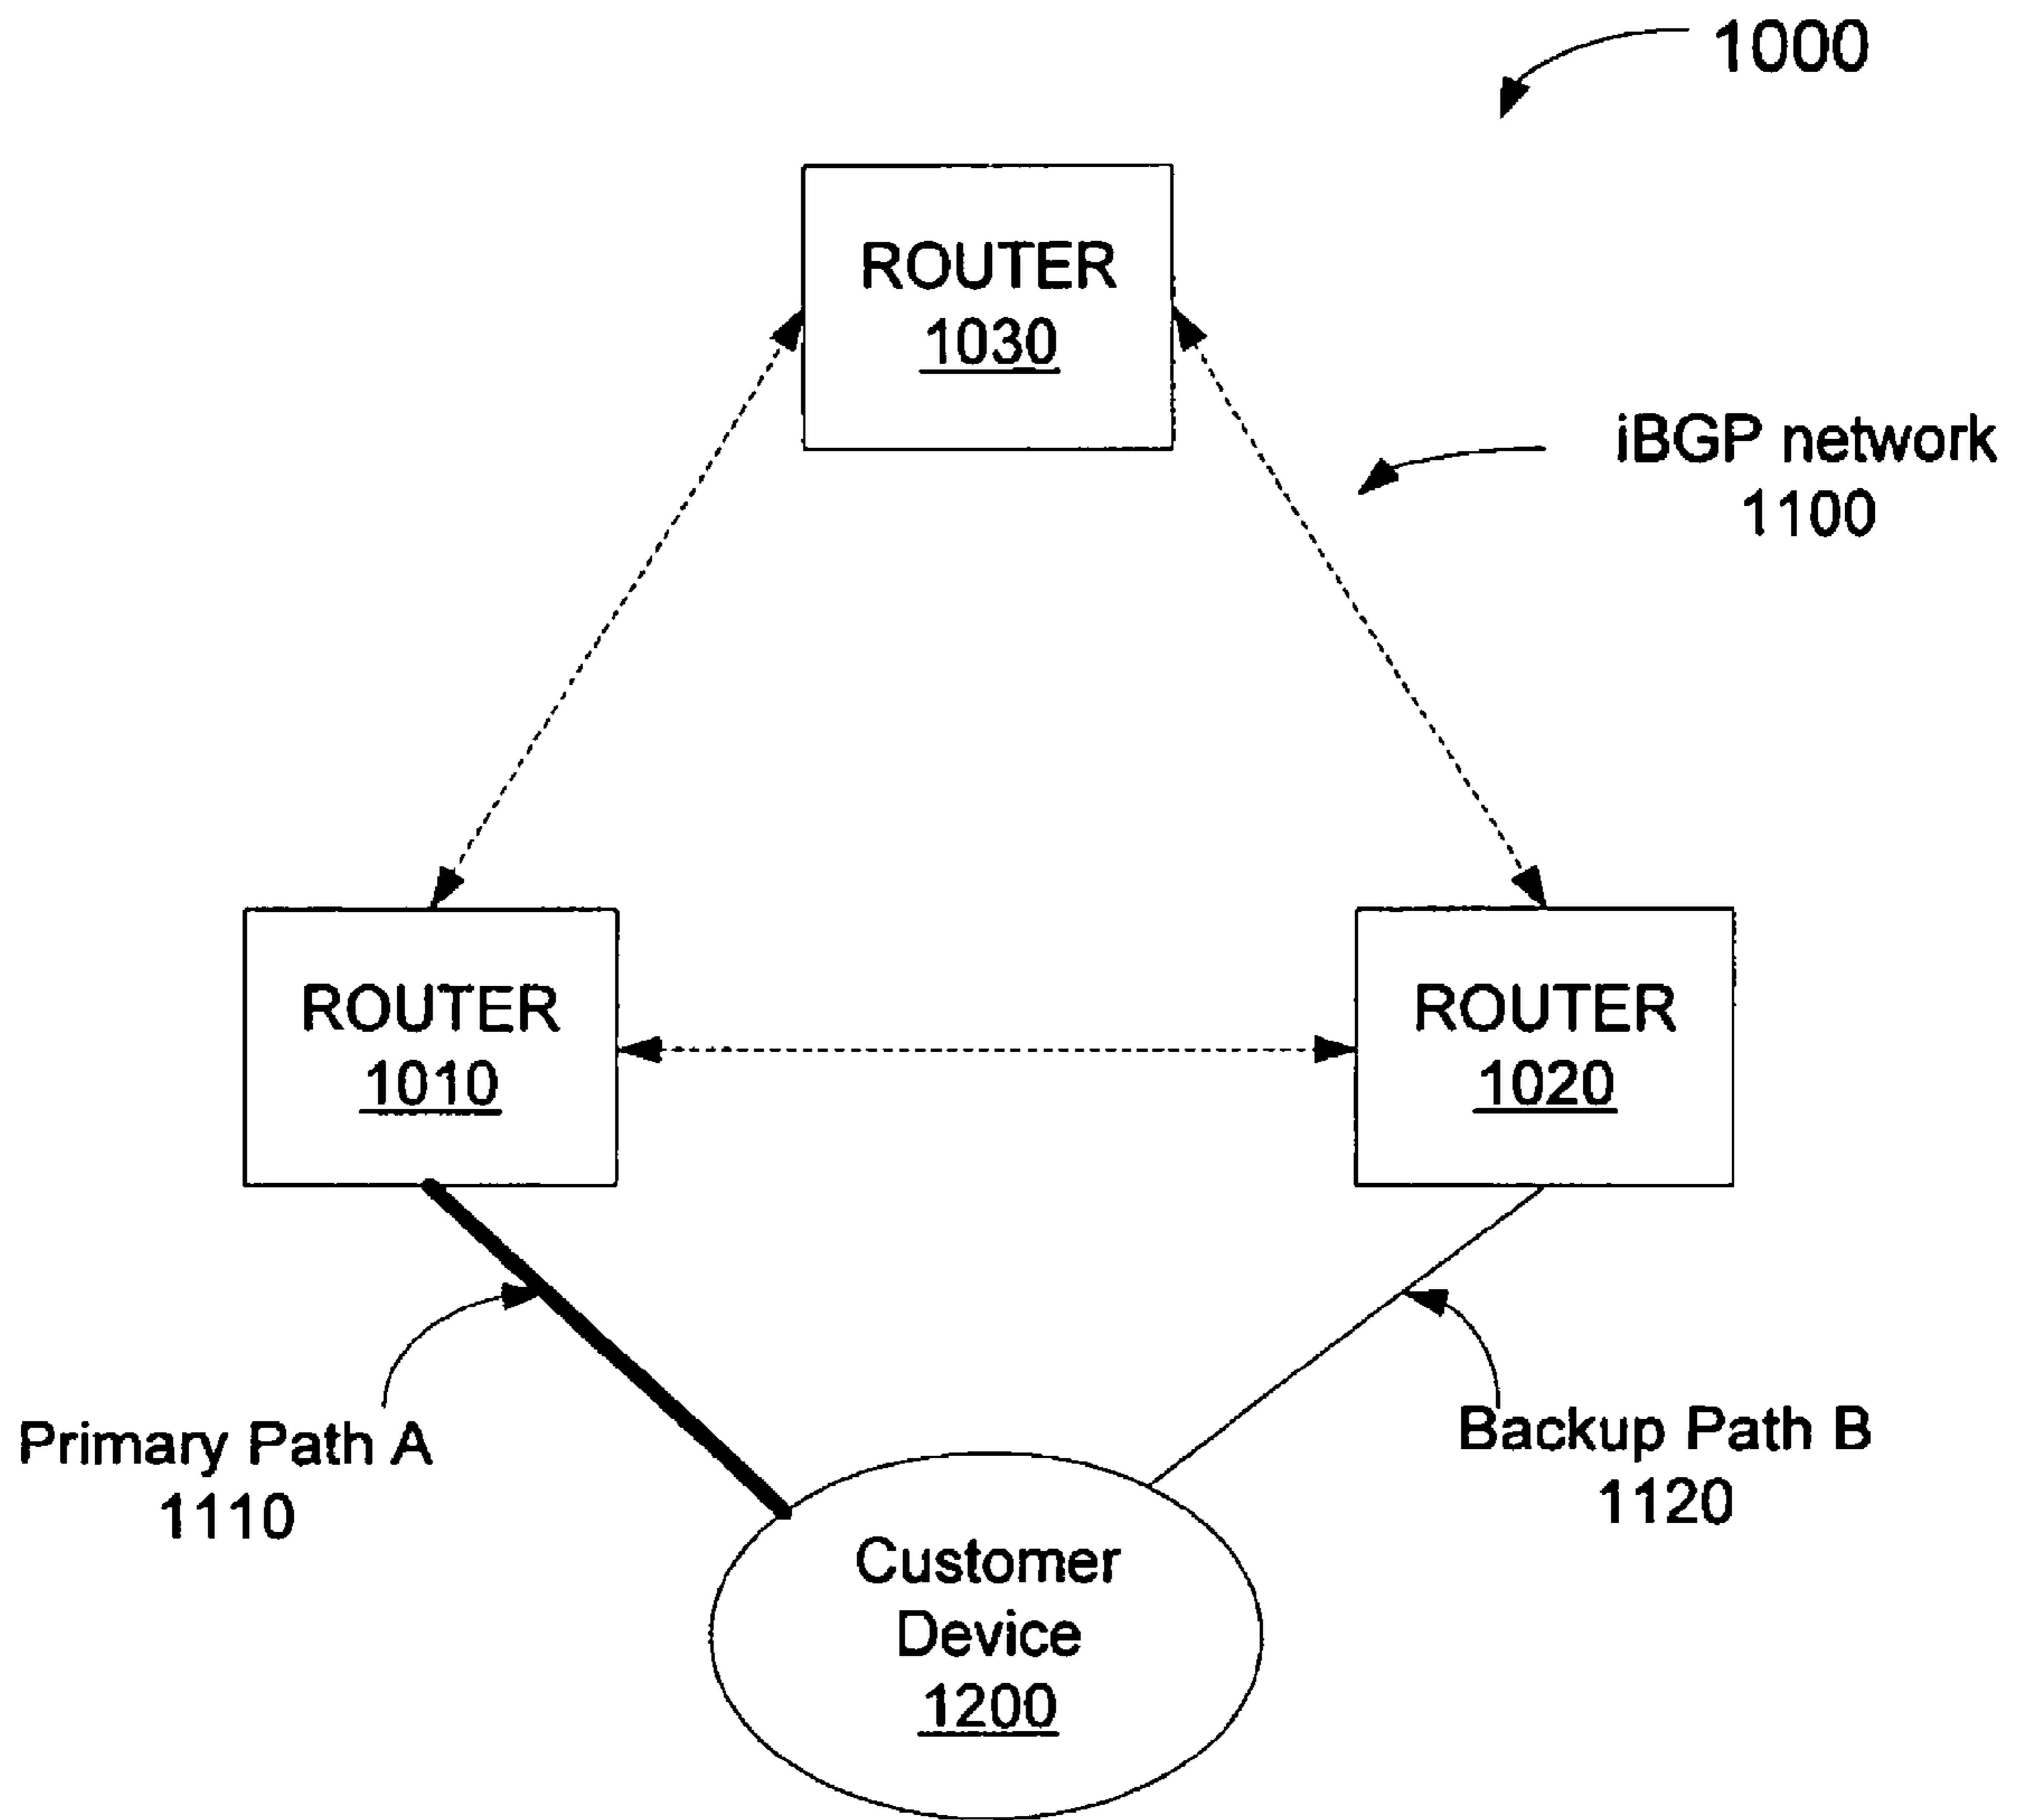 1000
ROUTER
1030
iBGP network
1100
ROUTER
1010
ROUTER
1020
Primary Path A
1110
Backup Path B
1120
Customer
Device
1200